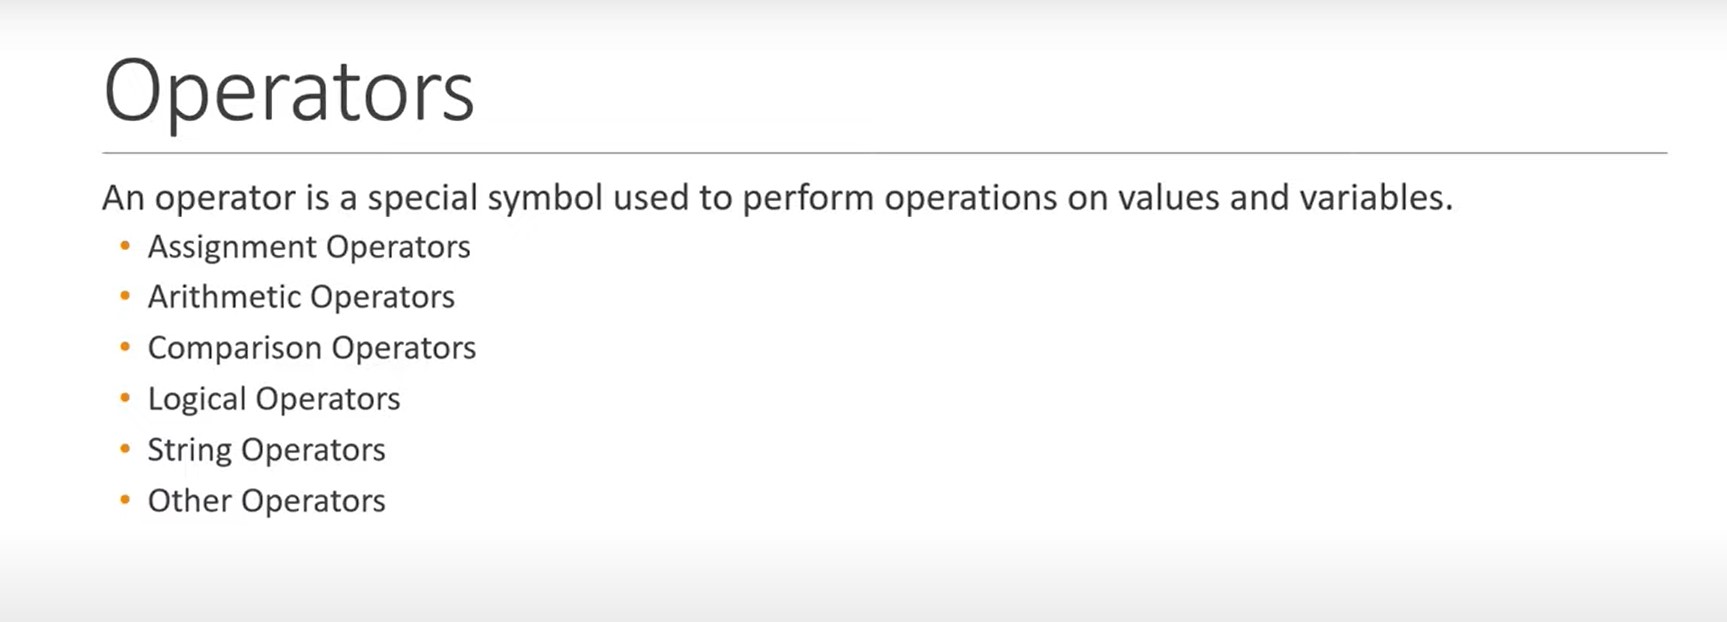 Operators
An operator is a special symbol used to perform operations on values and variables.
• Assignment Operators
• Arithmetic Operators
• Comparison Operators
• Logical Operators
• String Operators
• Other Operators